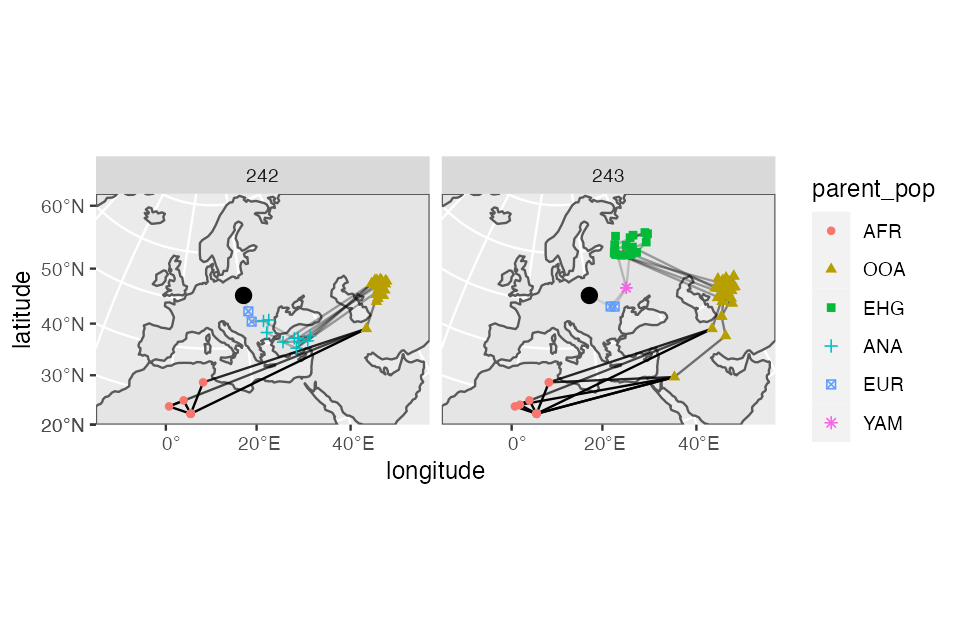 242
243
60°N
50°N
40°N
30°N
20°N
latitude
0°
20°E
40°E
0°
20°E
40°E
longitude
parent_pop
AFR
OOA
EHG
ANA
EUR
YAM